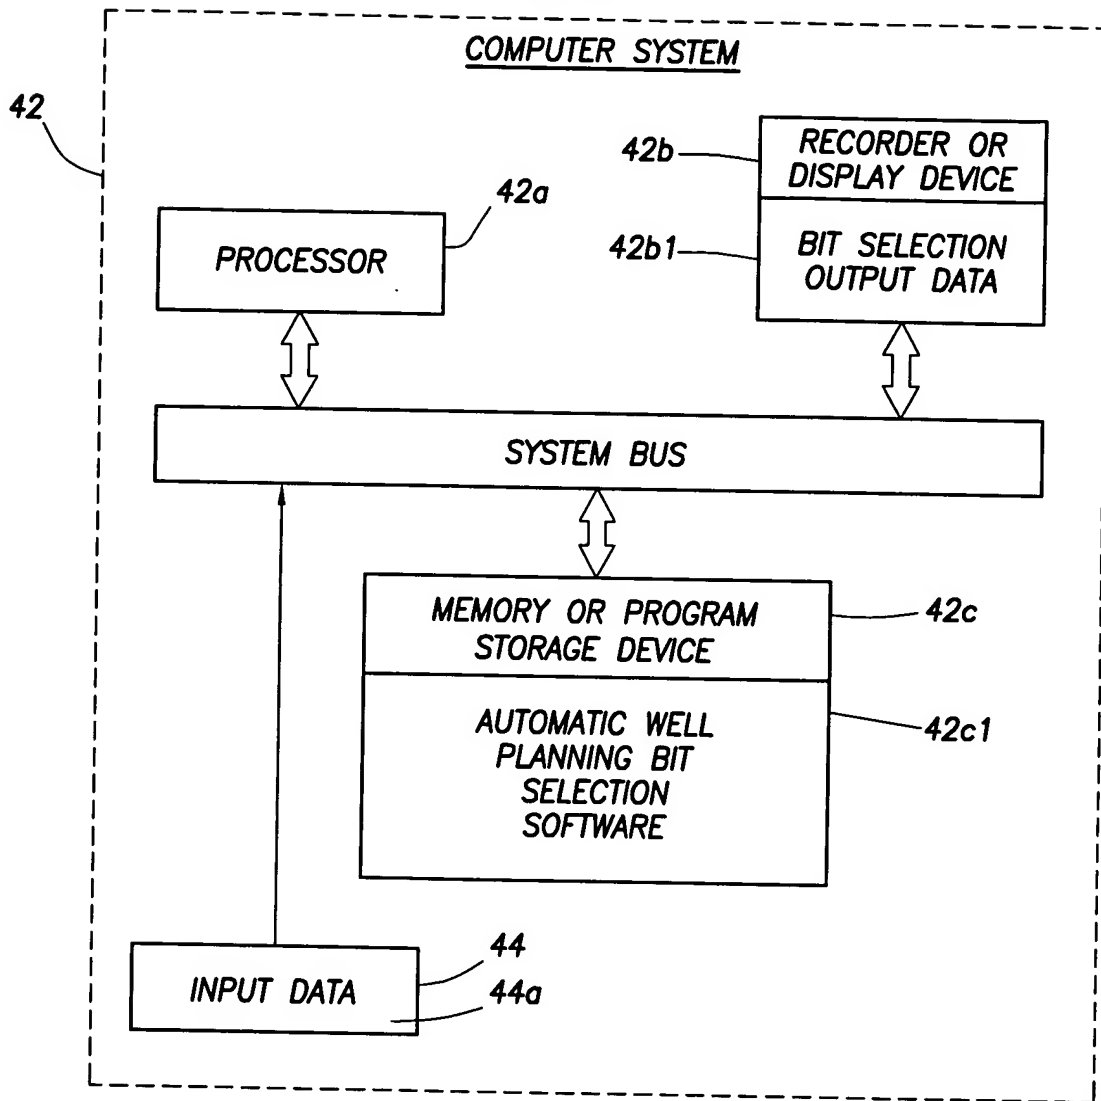 COMPUTER SYSTEM
42
42a
PROCESSOR
42b
RECORDER OR
DISPLAY DEVICE
42b1
BIT SELECTION
OUTPUT DATA
SYSTEM BUS
MEMORY OR PROGRAM
STORAGE DEVICE
42c
AUTOMATIC WELL
PLANNING BIT
SELECTION
SOFTWARE
42c1
INPUT DATA
44
44a